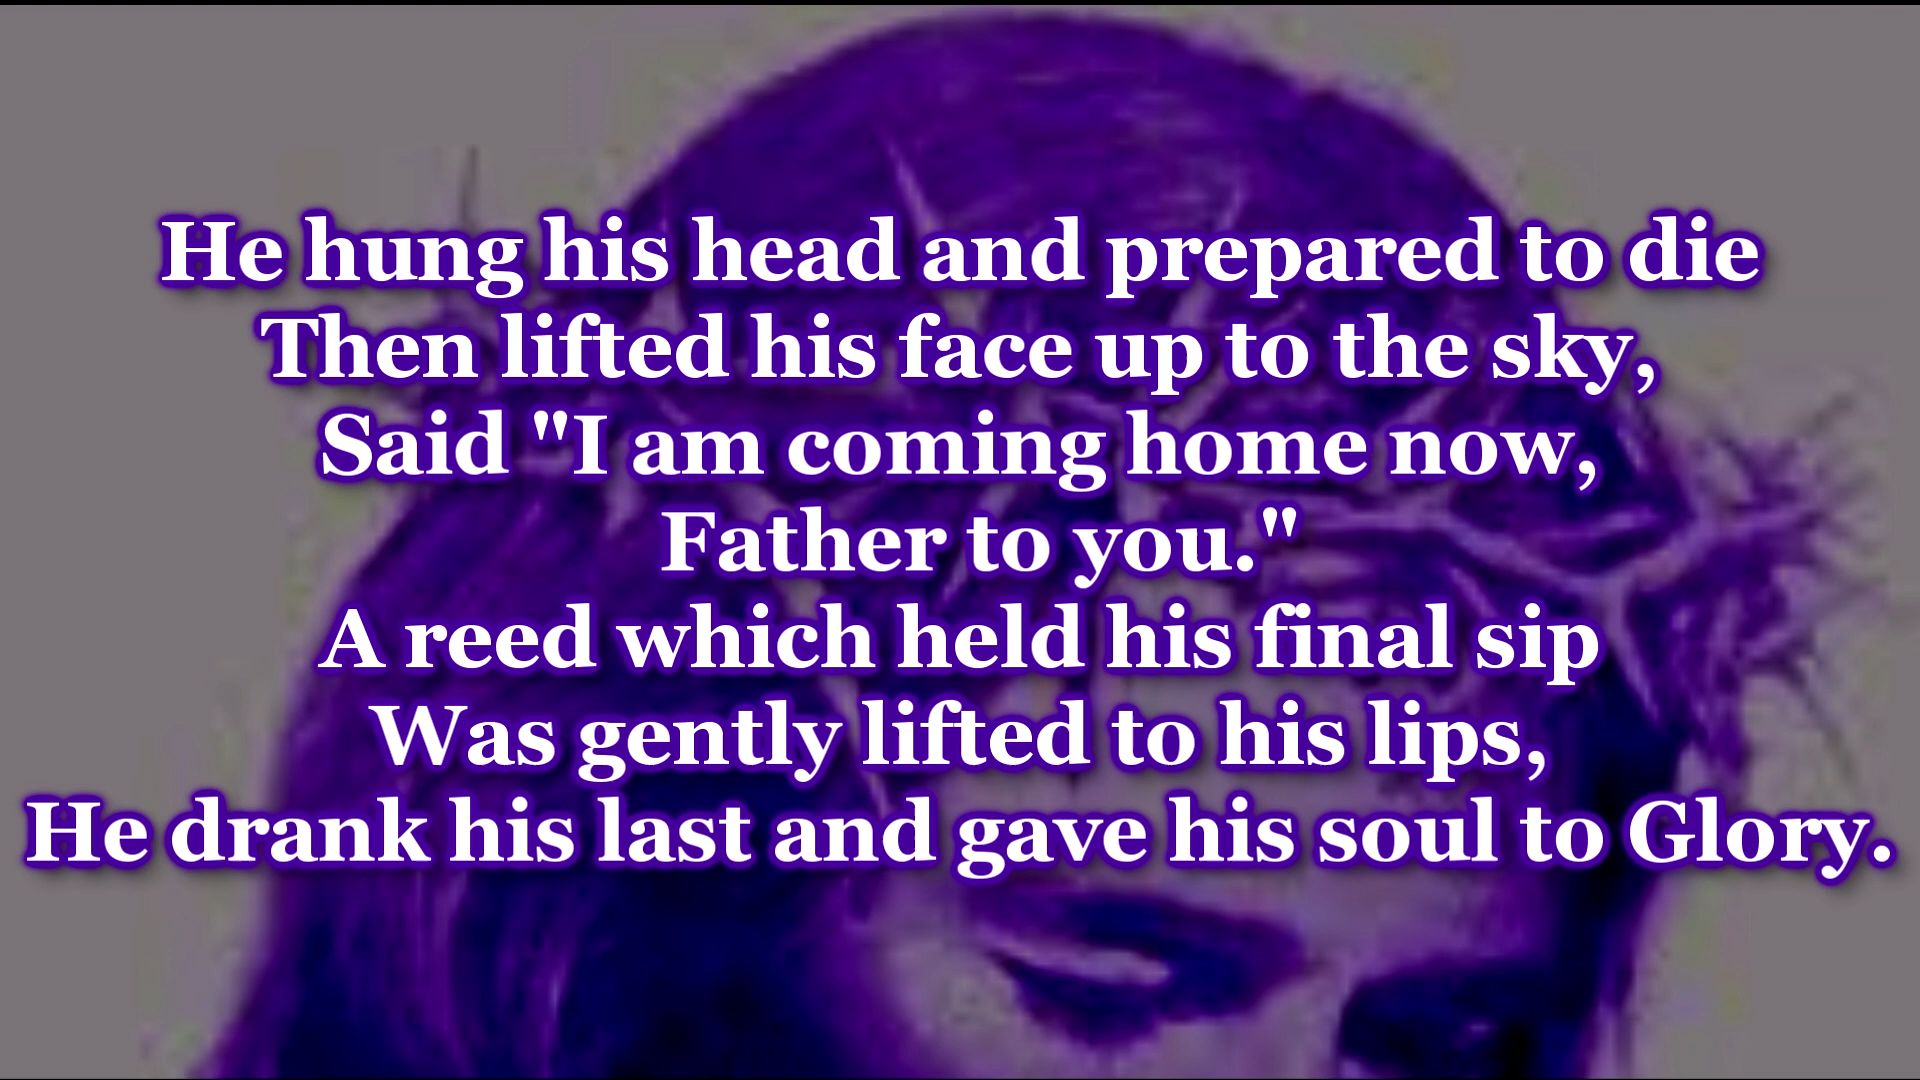 He hung his head and prepared to die
Then lifted his face up to the sky,
Said "I am coming home now,
Father to you."
A reed which held his final sip
Was gently lifted to his lips,
He drank his last and gave his soul to Glory.